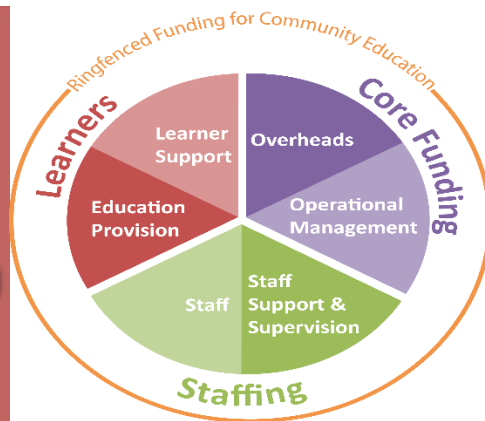 Ringfenced Funding for Community Education
Learners
Core Funding
Learner
Support
Overheads
Education
Provision
Operational
Management
Staff
Staff
Support &
Supervision
Staffing